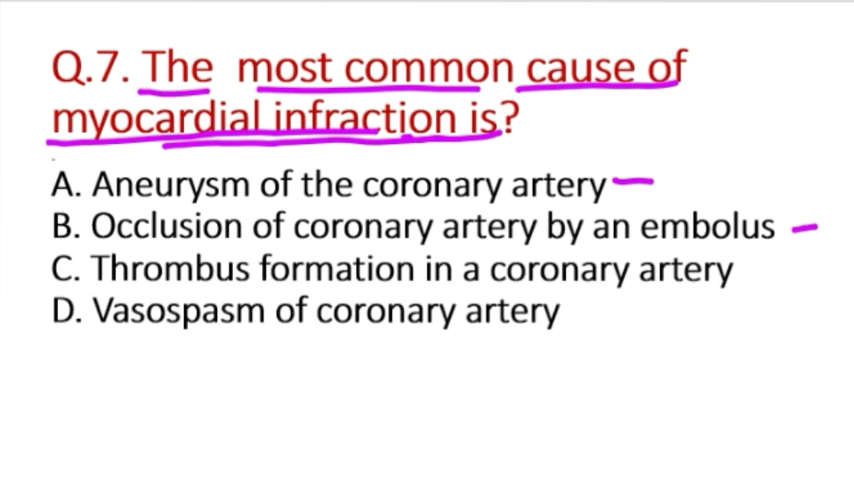 Q.7. The most common cause of
myocardial infraction is?
A. Aneurysm of the coronary artery
B. Occlusion of coronary artery by an embolus
C. Thrombus formation in a coronary artery
D. Vasospasm of coronary artery